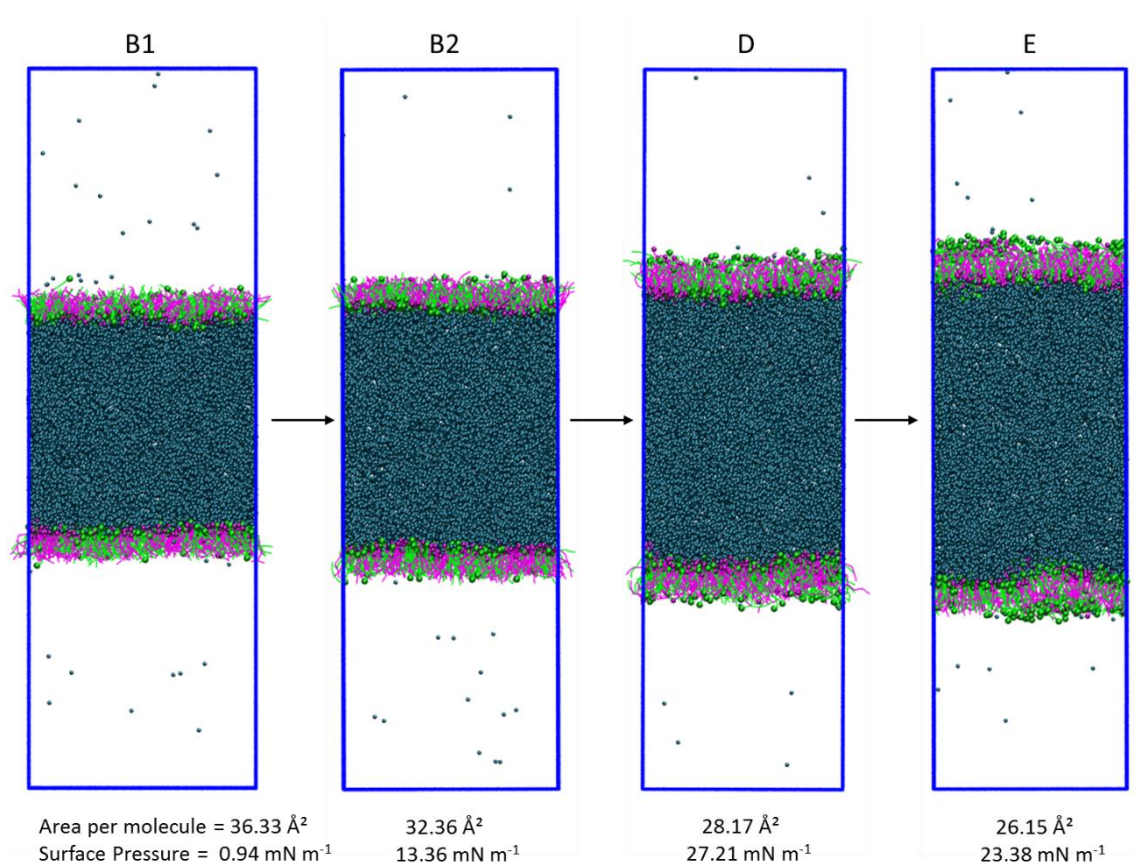 B1 B2 D E
Area per molecule = 36.33 Å² 32.36 Å² 28.17 Å² 26.15 Å²
Surface Pressure = 0.94 mN m⁻¹ 13.36 mN m⁻¹ 27.21 mN m⁻¹ 23.38 mN m⁻¹